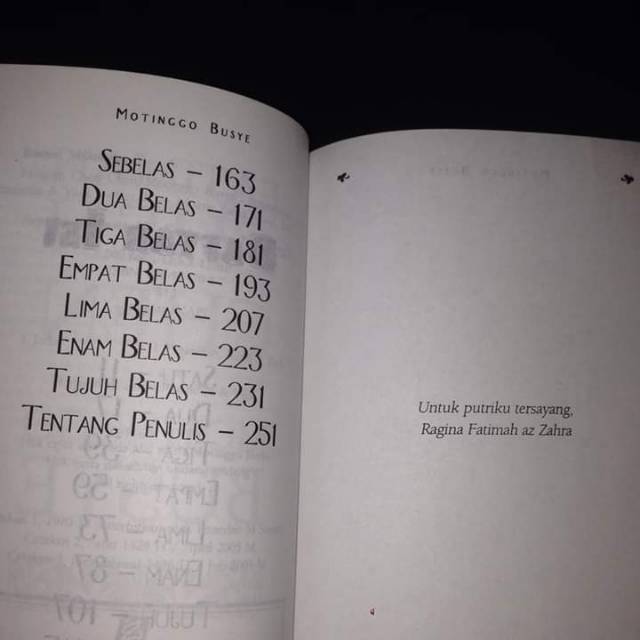 MOTINGGO BUSYE
SEBELAS – 163
DUA BELAS – 171
TIGA BELAS – 181
EMPAT BELAS – 193
LIMA BELAS – 207
ENAM BELAS – 223
TUJUH BELAS – 231
TENTANG PENULIS – 251
Untuk putriku tersayang,
Ragina Fatimah az Zahra